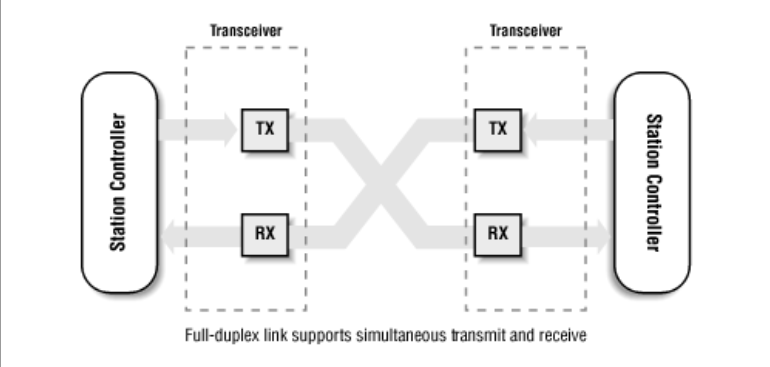 Transceiver
Transceiver
Station Controller
TX
TX
Station Controller
RX
RX
Full-duplex link supports simultaneous transmit and receive